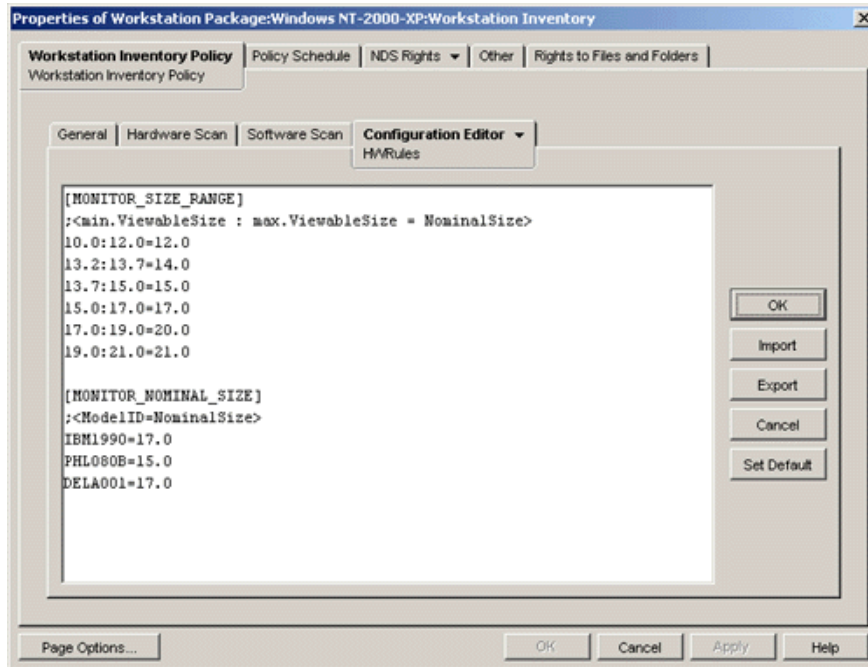 Properties of Workstation Package:Windows NT-2000-XP:Workstation Inventory
Workstation Inventory Policy Policy Schedule NDS Rights Other Rights to Files and Folders
Workstation Inventory Policy
General Hardware Scan Software Scan Configuration Editor
HWRules
[MONITOR_SIZE_RANGE]
;<min.ViewableSize : max.ViewableSize = NominalSize>
10.0:12.0=12.0
13.2:13.7=14.0
13.7:15.0=15.0
15.0:17.0=17.0
17.0:19.0=20.0
19.0:21.0=21.0
[MONITOR_NOMINAL_SIZE]
;<ModelID=NominalSize>
IBM1990=17.0
PHL080B=15.0
DELA001=17.0
OK
Import
Export
Cancel
Set Default
Page Options... OK Cancel Apply Help